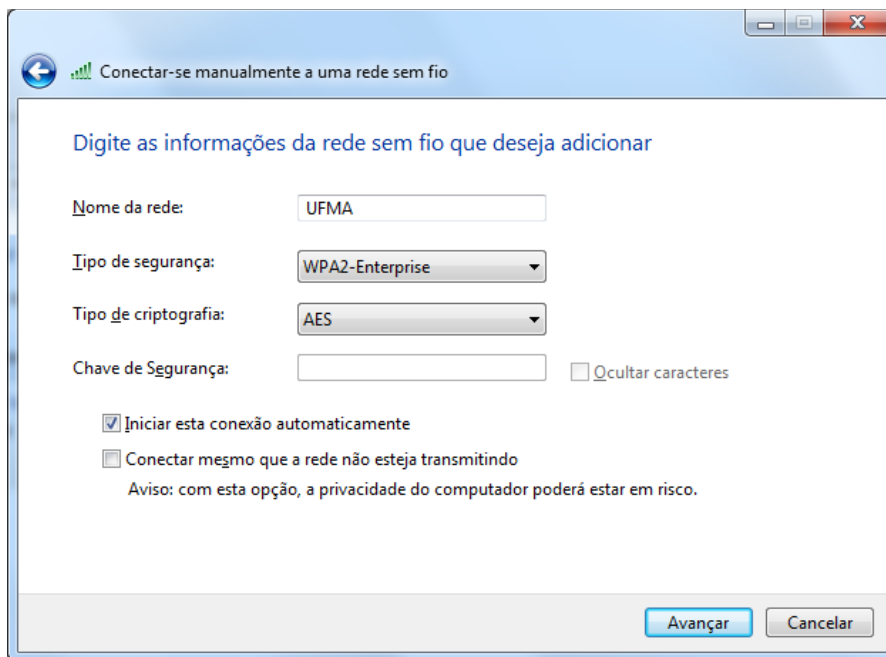 Conectar-se manualmente a uma rede sem fio
Digite as informações da rede sem fio que deseja adicionar
Nome da rede: UFMA
Tipo de segurança: WPA2-Enterprise
Tipo de criptografia: AES
Chave de Segurança: Ocultar caracteres
Iniciar esta conexão automaticamente
Conectar mesmo que a rede não esteja transmitindo
Aviso: com esta opção, a privacidade do computador poderá estar em risco.
Avançar Cancelar